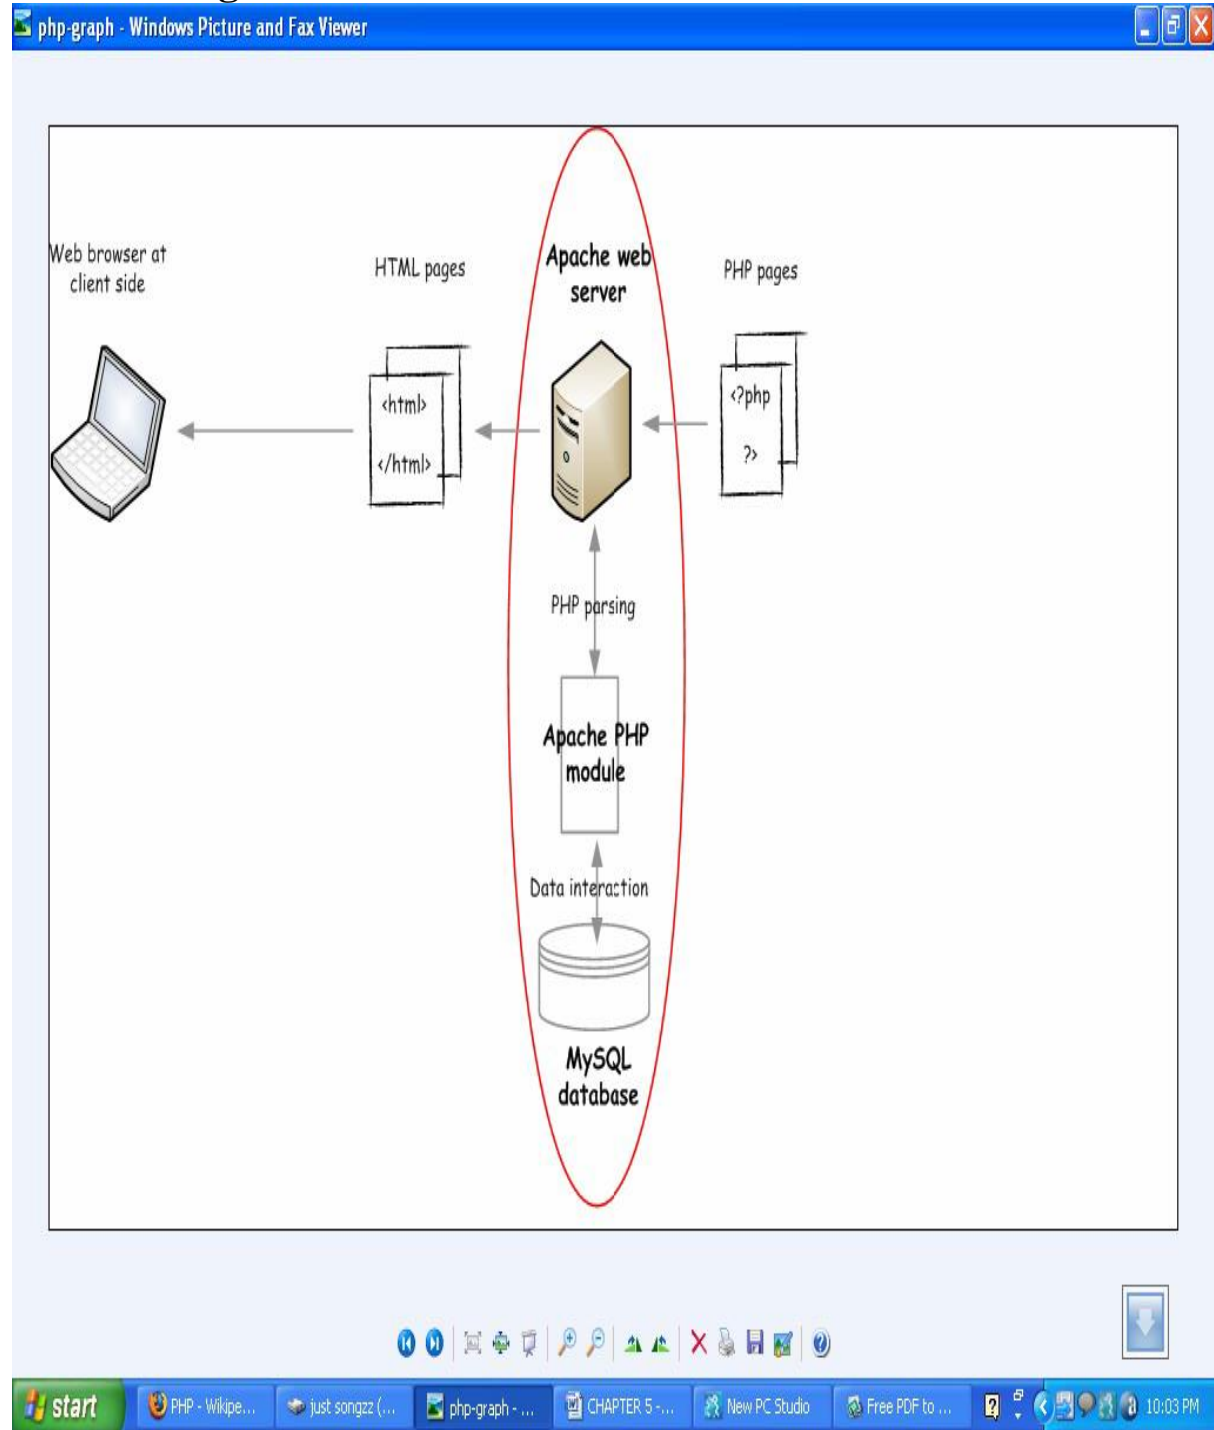 php-graph - Windows Picture and Fax Viewer
Web browser at
client side
HTML pages
Apache web
server
PHP pages
<html>
</html>
<?php
?>
PHP parsing
Apache PHP
module
Data interaction
MySQL
database
start
PHP - Wikipe...
just songzz (...
php-graph - ...
CHAPTER 5 -...
New PC Studio
Free PDF to ...
10:03 PM